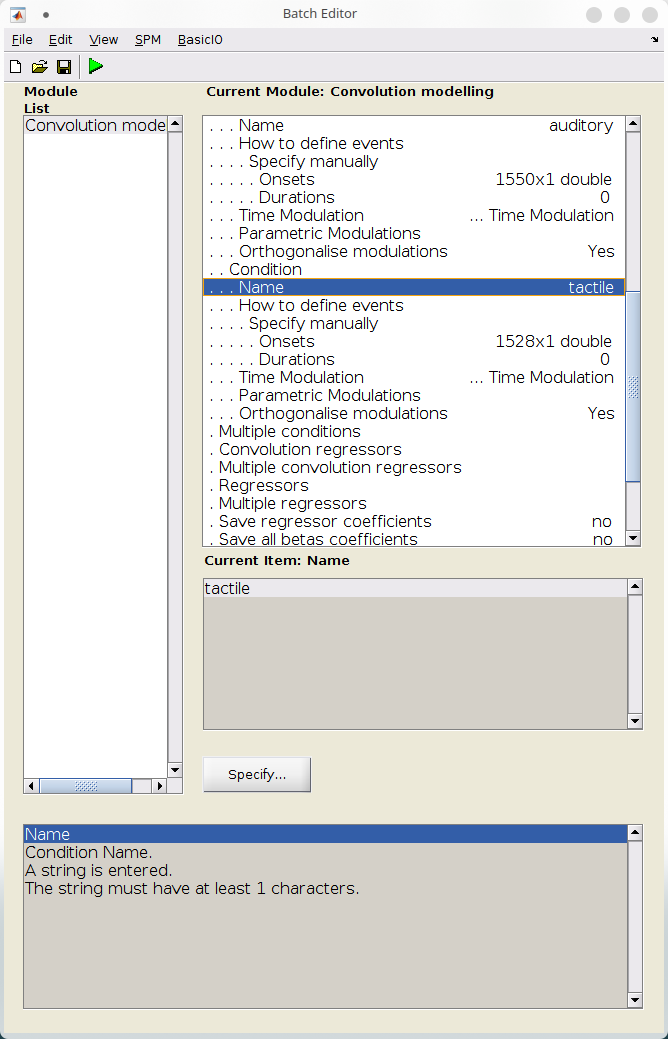 Batch Editor
File Edit View SPM BasicIO
Module
List
Convolution mode
Current Module: Convolution modelling
. . . Name auditory
. . . How to define events
. . . . Specify manually
. . . . . Onsets 1550x1 double
. . . . . Durations 0
. . . Time Modulation ... Time Modulation
. . . Parametric Modulations
. . . Orthogonalise modulations Yes
. . Condition
. . . Name tactile
. . . How to define events
. . . . Specify manually
. . . . . Onsets 1528x1 double
. . . . . Durations 0
. . . Time Modulation ... Time Modulation
. . . Parametric Modulations
. . . Orthogonalise modulations Yes
. Multiple conditions
. Convolution regressors
. Multiple convolution regressors
. Regressors
. Multiple regressors
. Save regressor coefficients no
. Save all betas coefficients no
Current Item: Name
tactile
Specify...
Name
Condition Name.
A string is entered.
The string must have at least 1 characters.